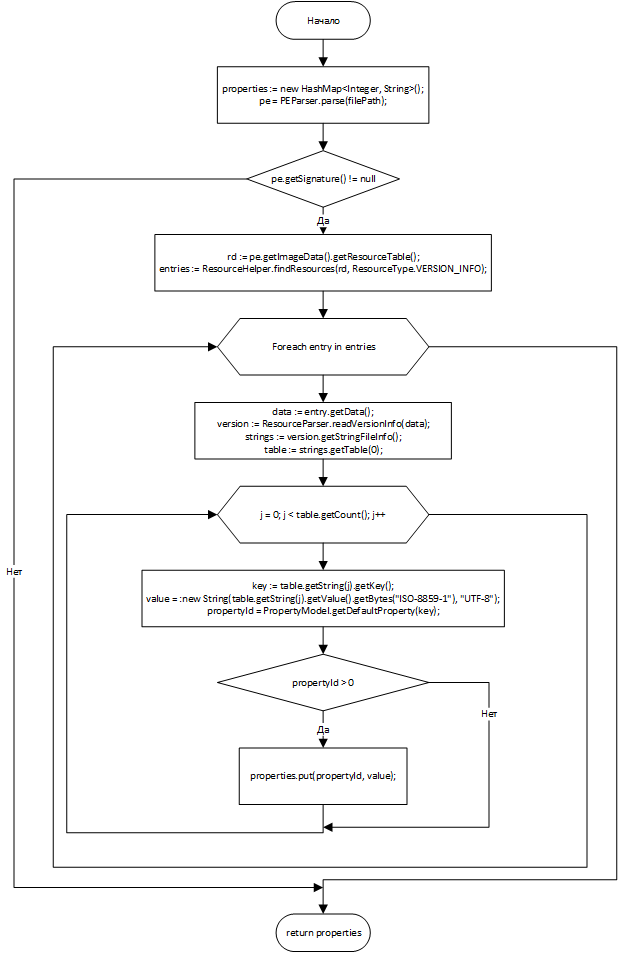 Начало
properties := new HashMap<Integer, String>();
pe = PEParser.parse(filePath);
pe.getSignature() != null
Да
rd := pe.getImageData().getResourceTable();
entries := ResourceHelper.findResources(rd, ResourceType.VERSION_INFO);
Foreach entry in entries
data := entry.getData();
version := ResourceParser.readVersionInfo(data);
strings := version.getStringFileInfo();
table := strings.getTable(0);
j = 0; j < table.getCount(); j++
Нет
key := table.getString(j).getKey();
value = :new String(table.getString(j).getValue().getBytes("ISO-8859-1"), "UTF-8");
propertyId = PropertyModel.getDefaultProperty(key);
propertyId > 0
Нет
Да
properties.put(propertyId, value);
return properties